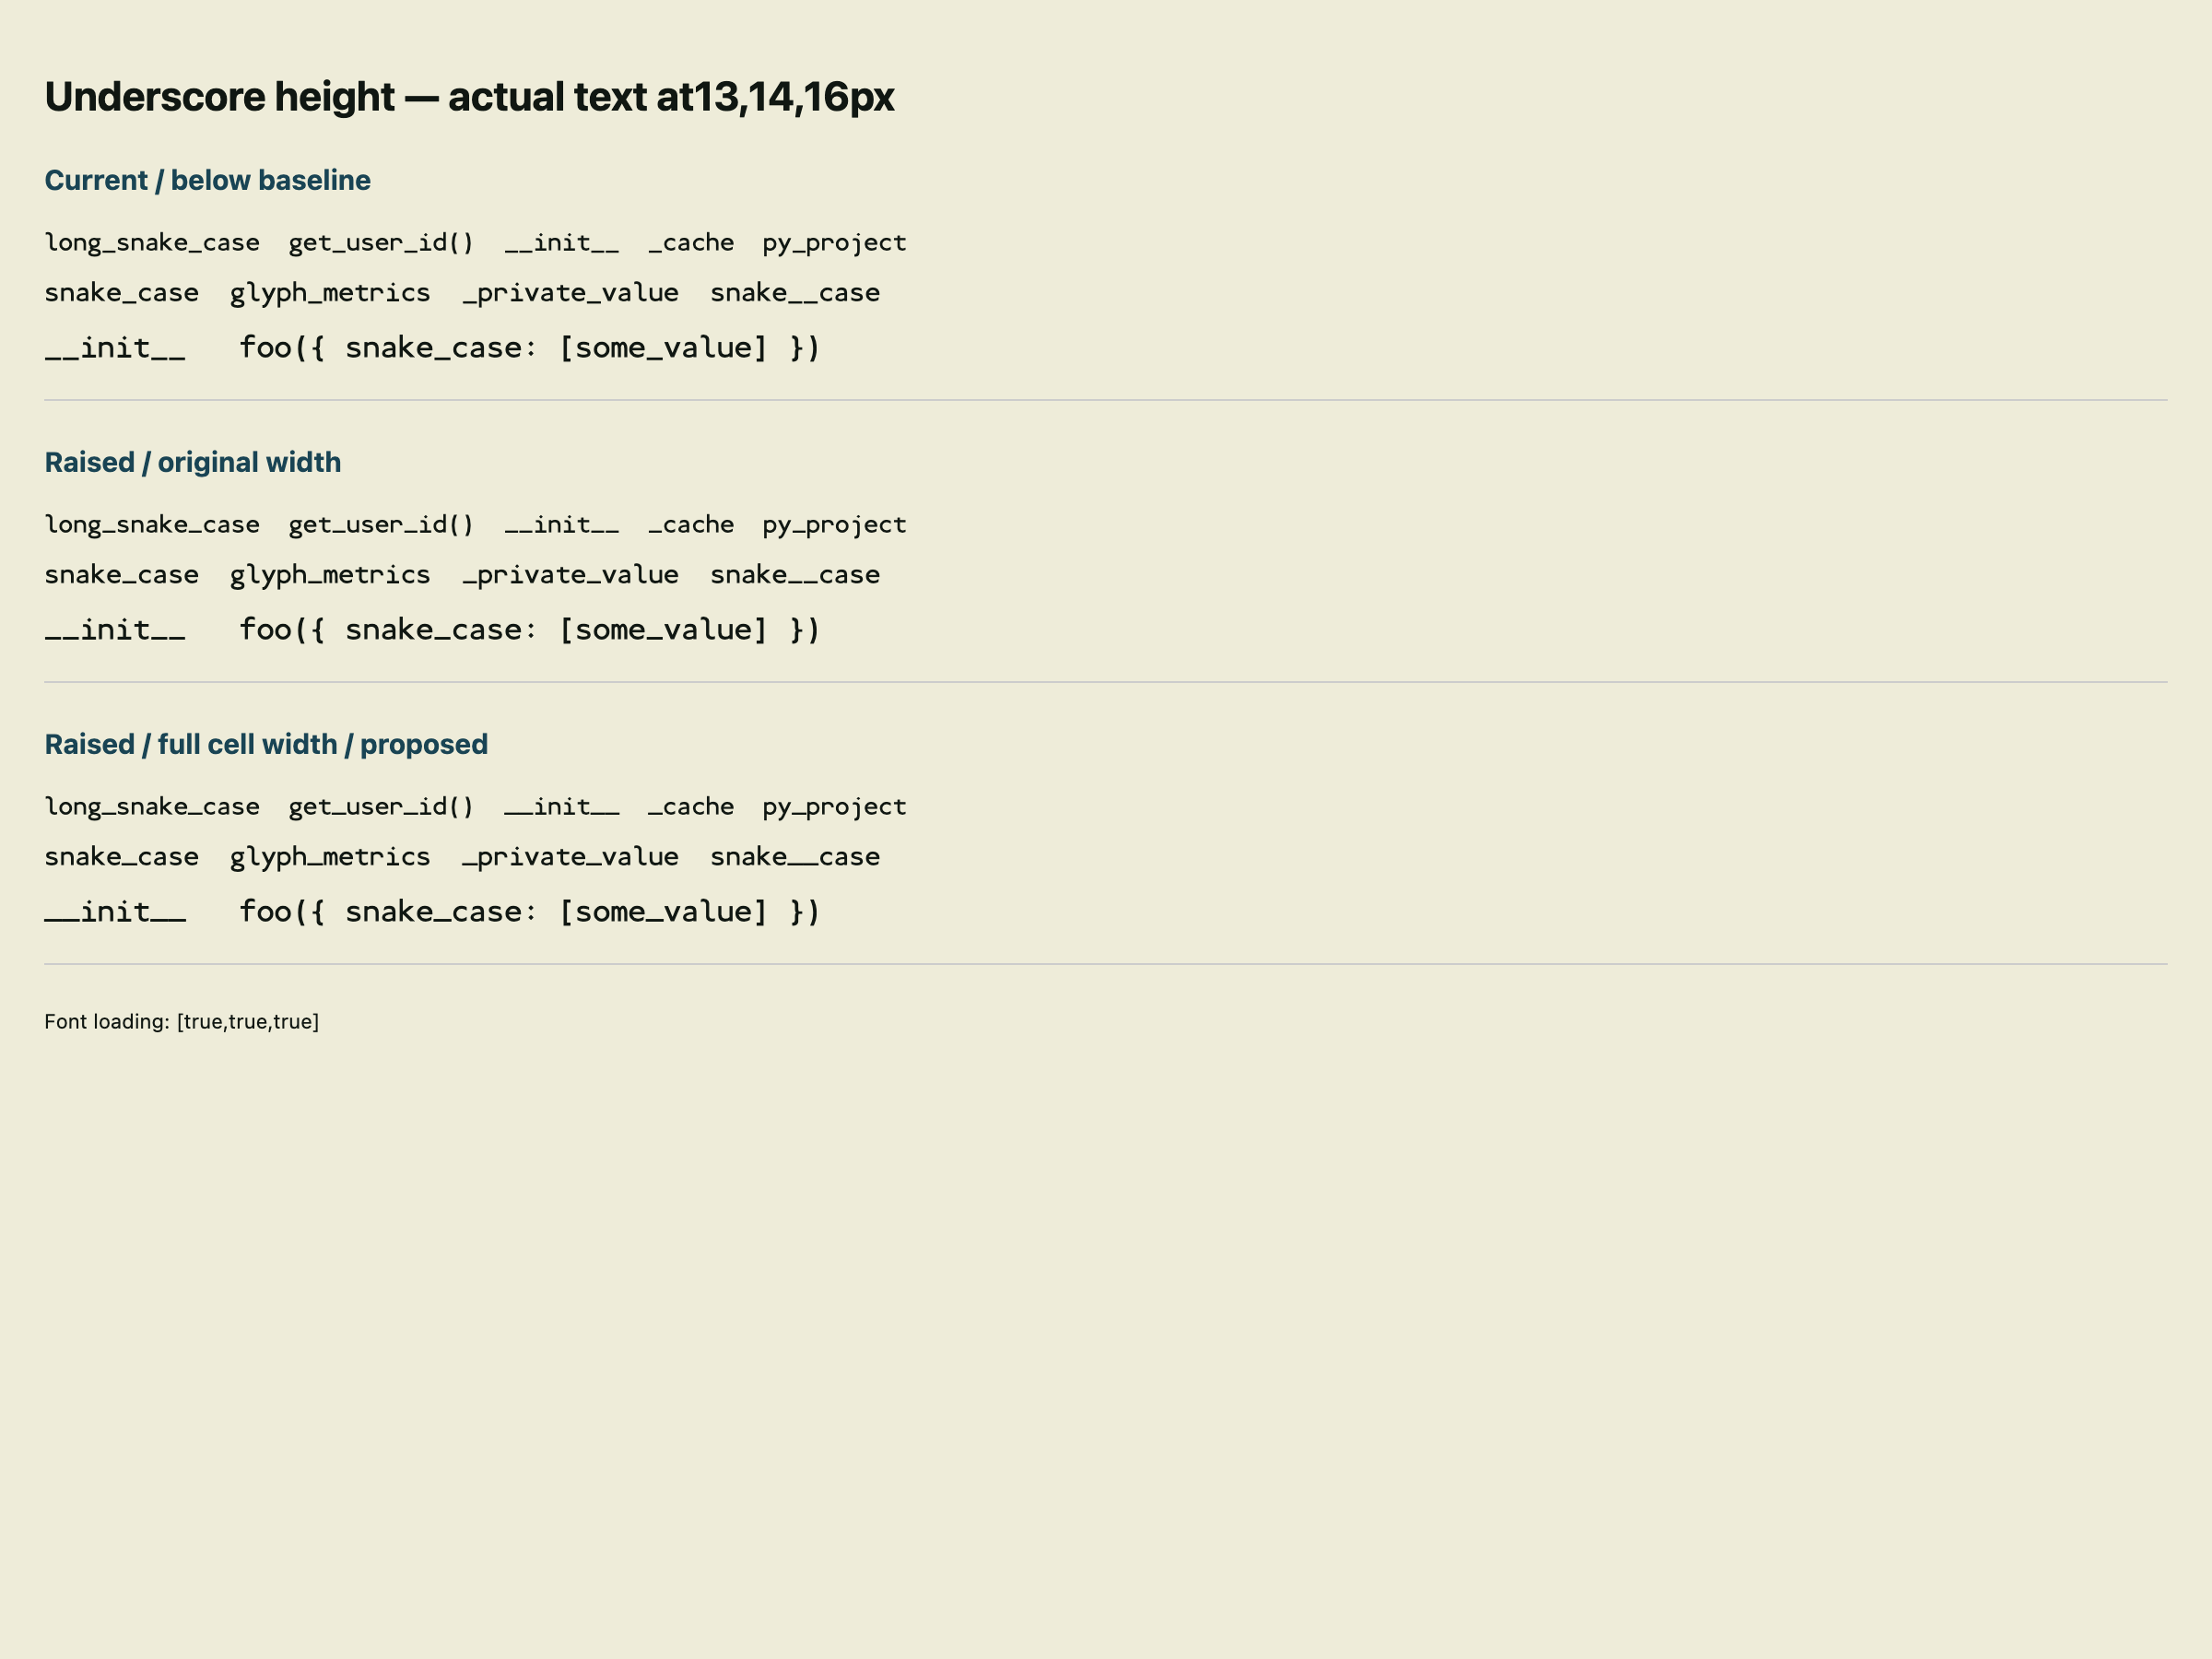 Underscore height — actual text at13,14,16px
Current / below baseline
long_snake_case  get_user_id()  __init__  _cache  py_project
snake_case  glyph_metrics  _private_value  snake__case
__init__   foo({ snake_case: [some_value] })
Raised / original width
long_snake_case  get_user_id()  __init__  _cache  py_project
snake_case  glyph_metrics  _private_value  snake__case
__init__   foo({ snake_case: [some_value] })
Raised / full cell width / proposed
long_snake_case  get_user_id()  __init__  _cache  py_project
snake_case  glyph_metrics  _private_value  snake__case
__init__   foo({ snake_case: [some_value] })
Font loading: [true,true,true]